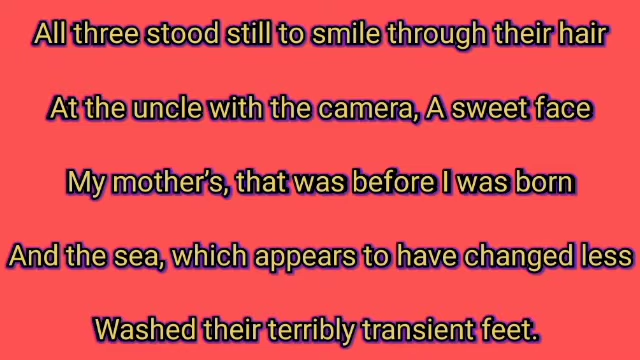 All three stood still to smile through their hair
At the uncle with the camera, A sweet face
My mother’s, that was before I was born
And the sea, which appears to have changed less
Washed their terribly transient feet.